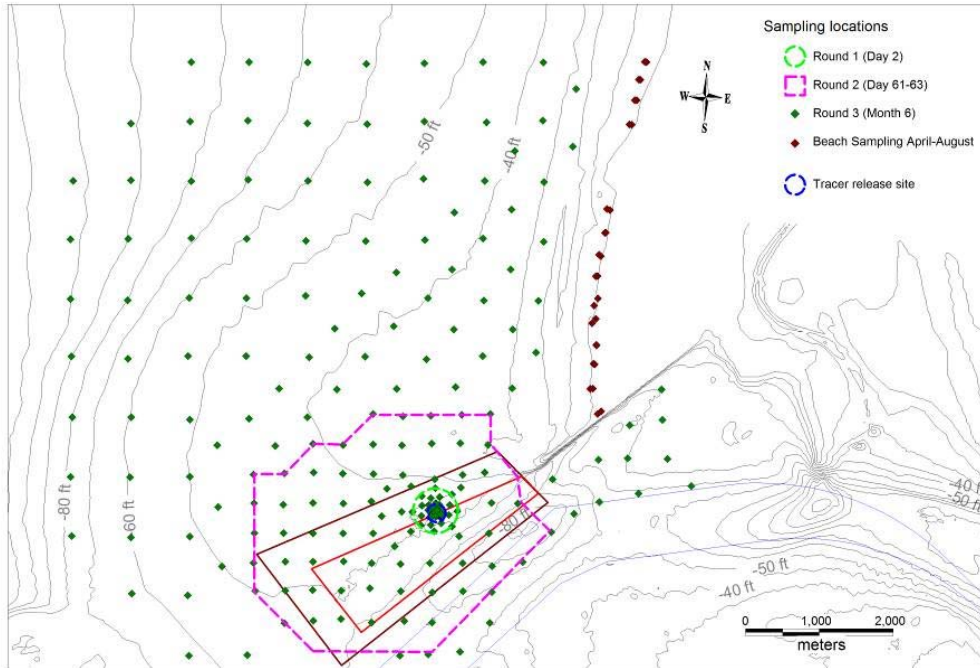 Sampling locations
Round 1 (Day 2)
Round 2 (Day 61-63)
Round 3 (Month 6)
Beach Sampling April-August
Tracer release site
N
W E
S
-50 ft
-40 ft
-80 ft
-60 ft
-80 ft
-40 ft
-50 ft
-50 ft
-40 ft
0 1,000 2,000
meters